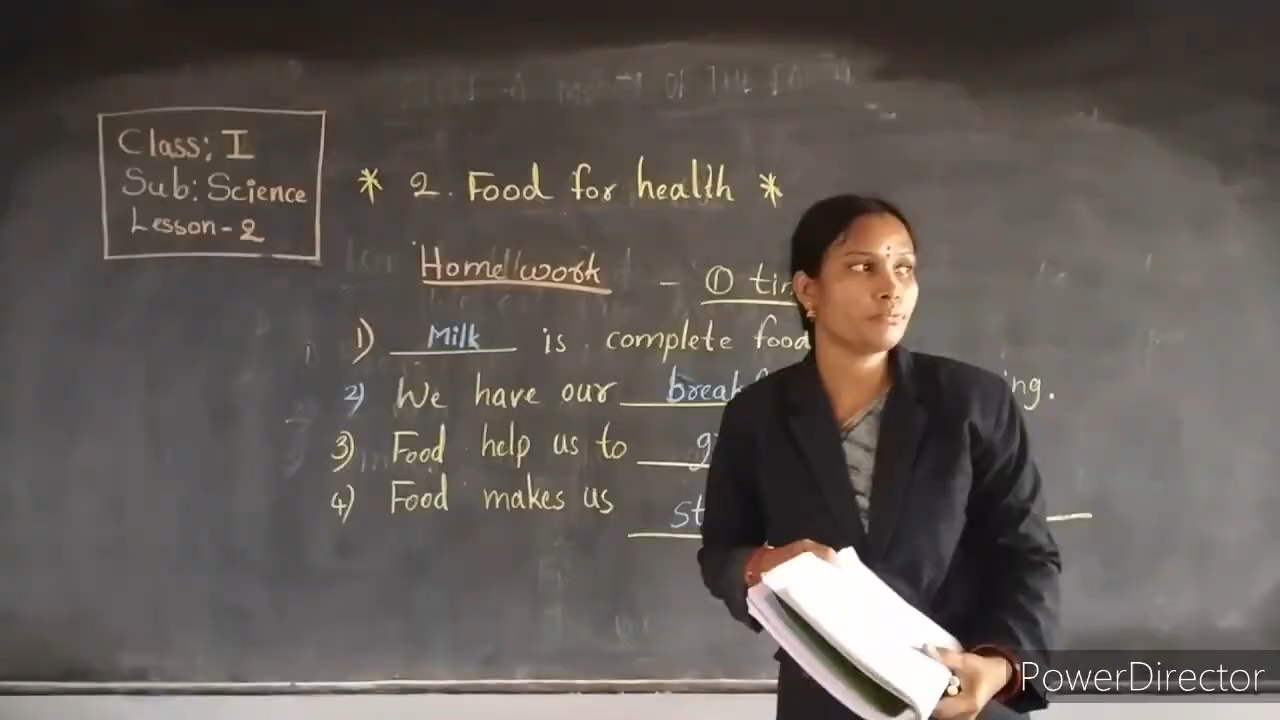 Class: I
Sub: Science
Lesson-2
* 2. Food for health *
Homework - ① 
1) Milk is complete food
2) We have our
3) Food help us to
4) Food makes us
PowerDirector